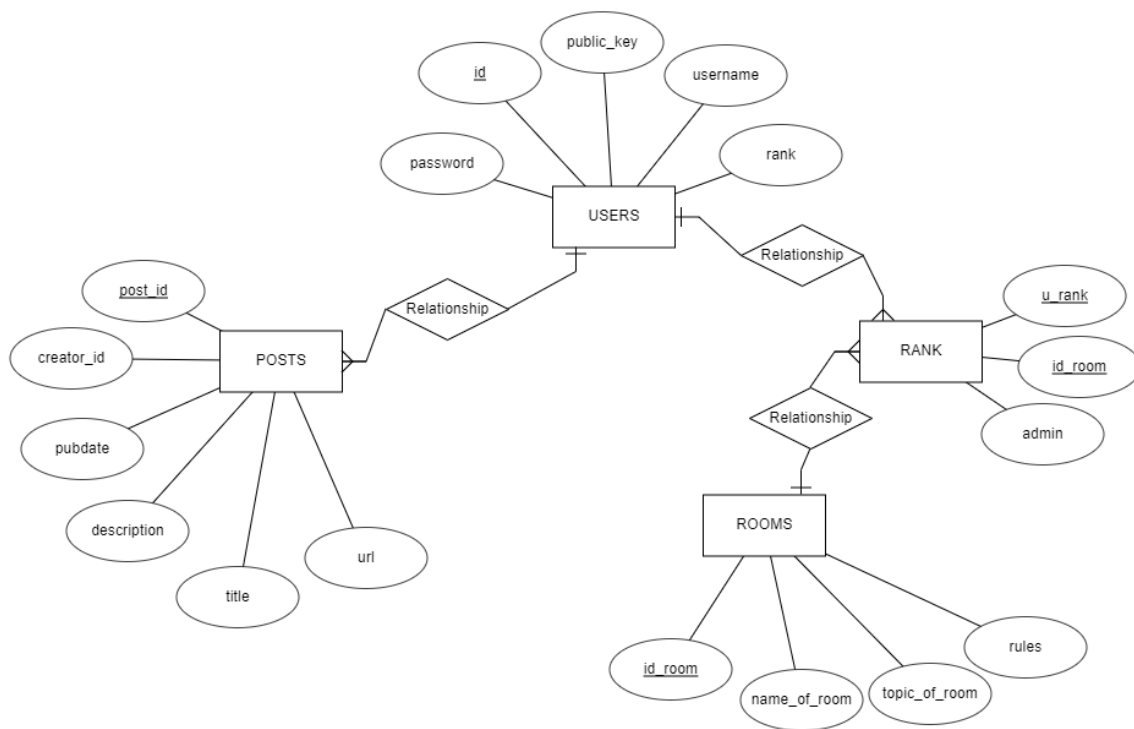 public_key
id
username
password
rank
USERS
Relationship
Relationship
post_id
u_rank
creator_id
POSTS
RANK
id_room
pubdate
Relationship
admin
description
url
title
ROOMS
id_room
name_of_room
topic_of_room
rules